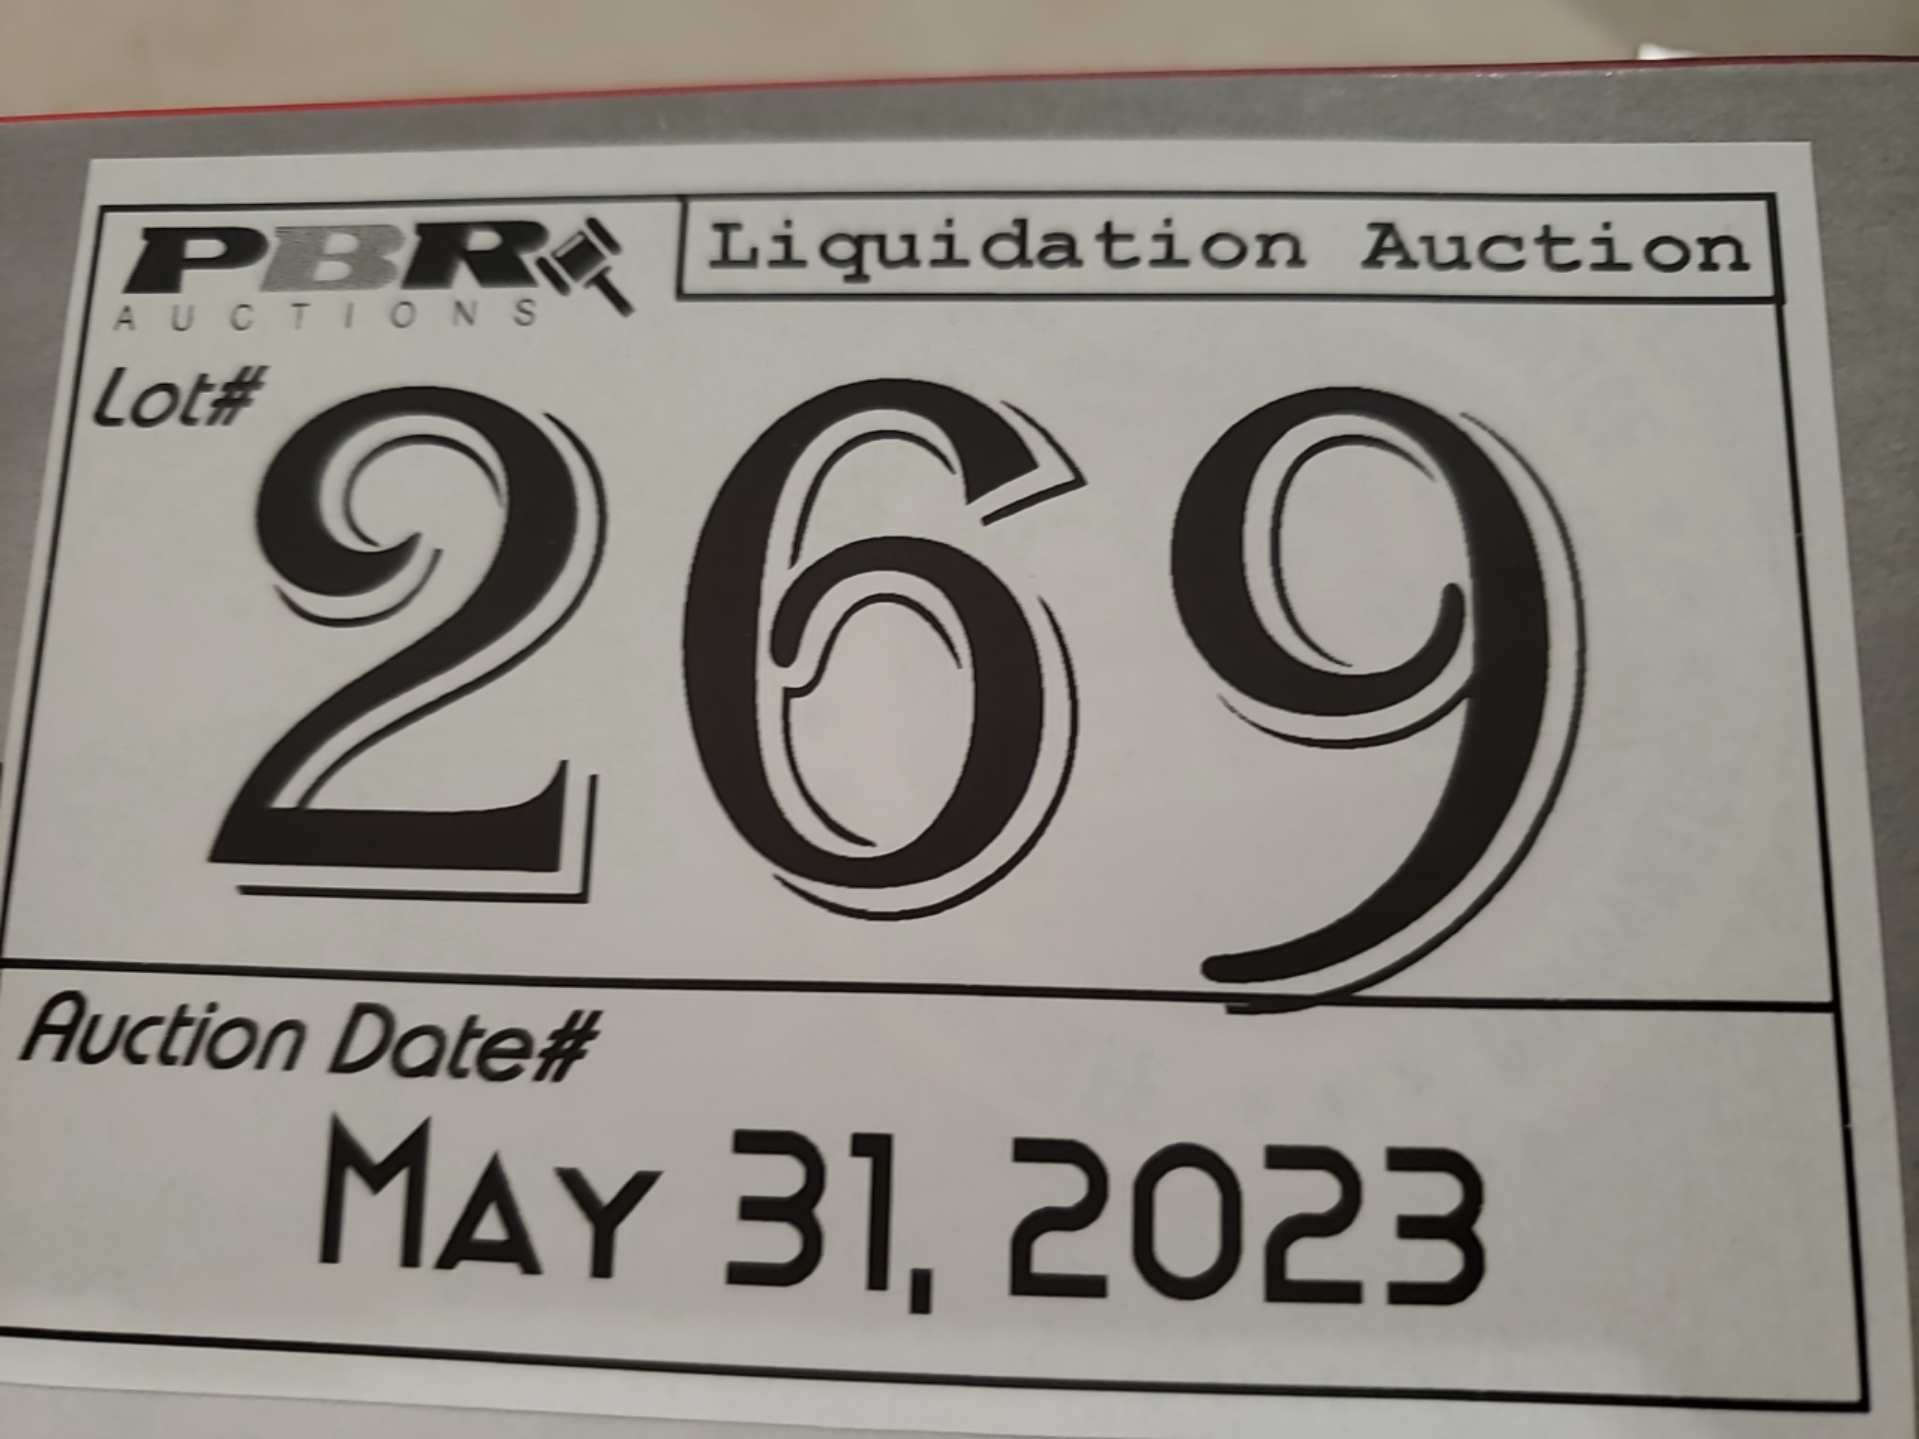 PBR
AUCTIONS
Liquidation Auction
Lot#
269
Auction Date#
MAY 31, 2023